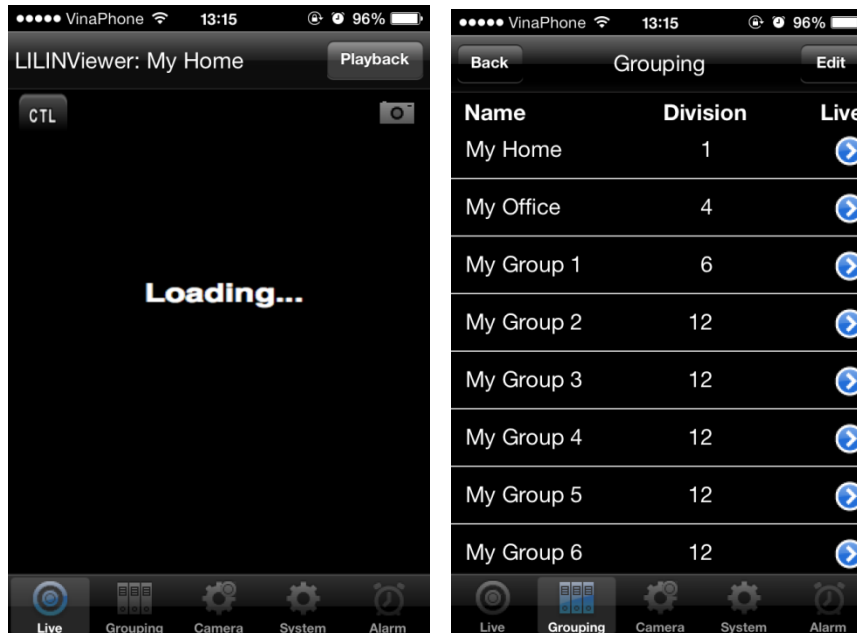 VinaPhone 13:15 96%
LILINViewer: My Home Playback
CTL
Loading...
Live Grouping Camera System Alarm
VinaPhone 13:15 96%
Back Grouping Edit
Name Division Live
My Home 1
My Office 4
My Group 1 6
My Group 2 12
My Group 3 12
My Group 4 12
My Group 5 12
My Group 6 12
Live Grouping Camera System Alarm